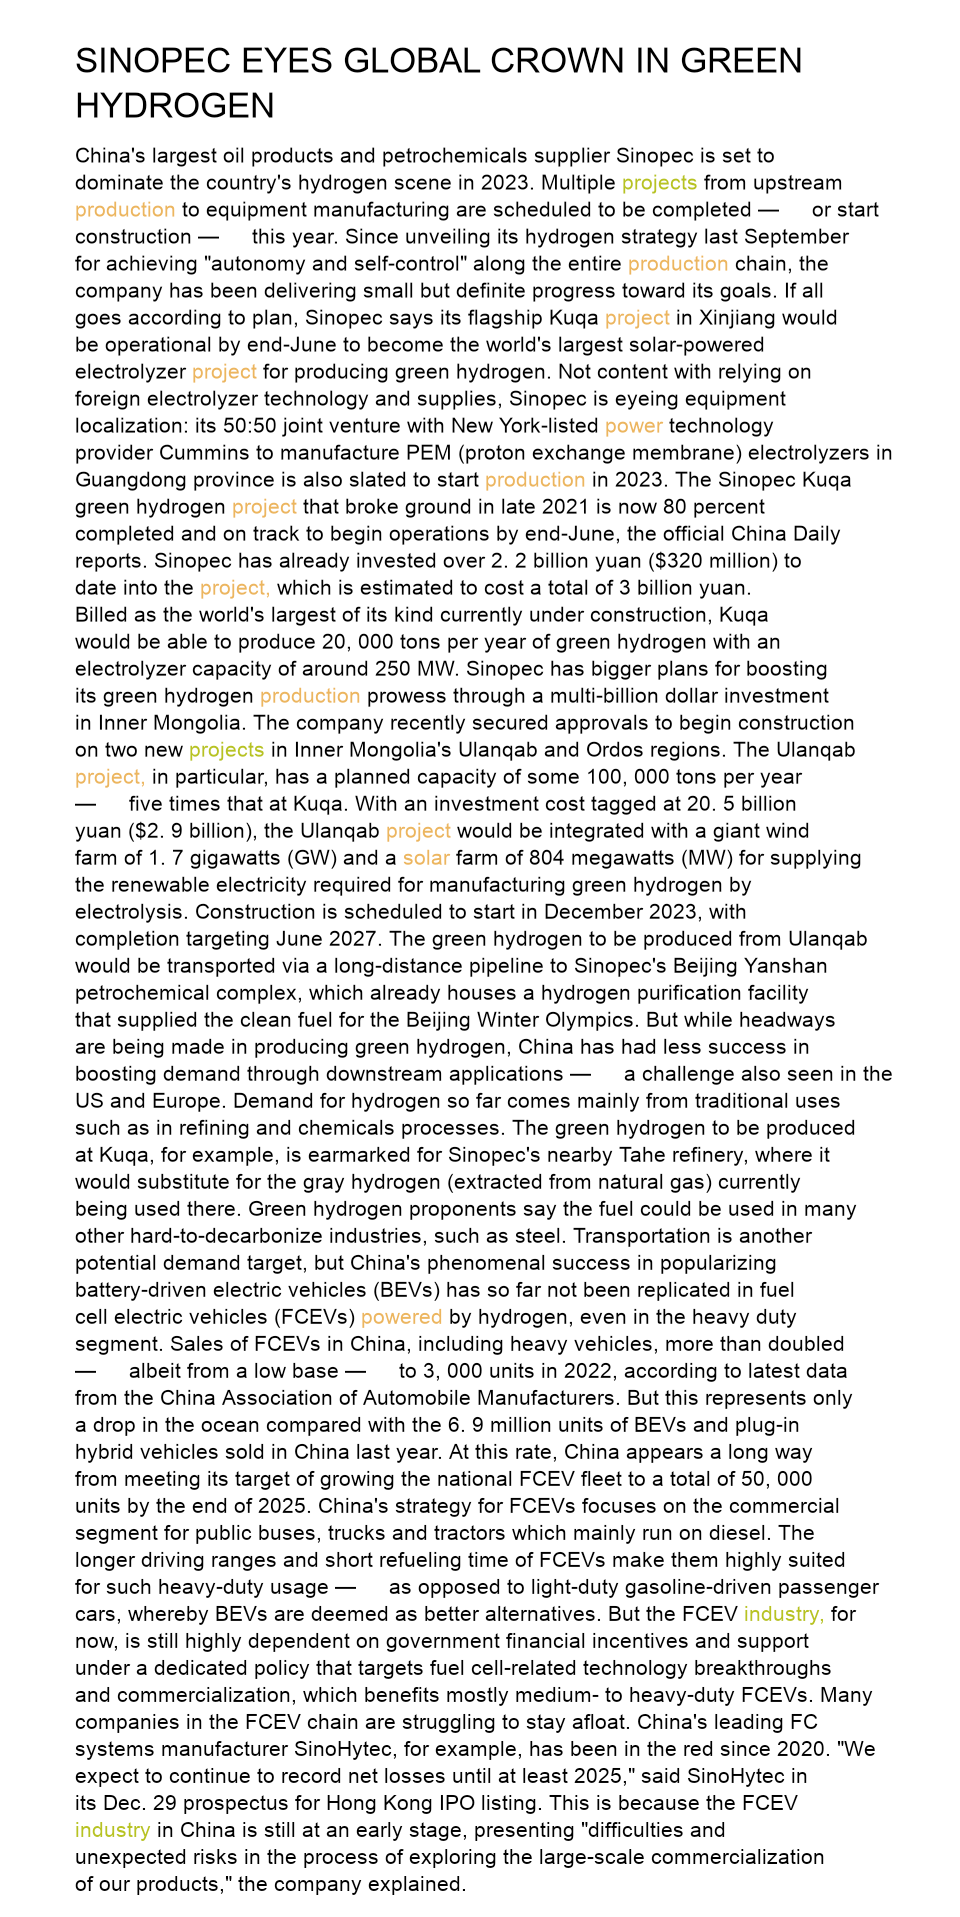 SINOPEC EYES GLOBAL CROWN IN GREEN
HYDROGEN
China's largest oil products and petrochemicals supplier Sinopec is set to
dominate the country's hydrogen scene in 2023. Multiple projects from upstream
production to equipment manufacturing are scheduled to be completed — or start
construction — this year. Since unveiling its hydrogen strategy last September
for achieving "autonomy and self-control" along the entire production chain, the
company has been delivering small but definite progress toward its goals. If all
goes according to plan, Sinopec says its flagship Kuqa project in Xinjiang would
be operational by end-June to become the world's largest solar-powered
electrolyzer project for producing green hydrogen. Not content with relying on
foreign electrolyzer technology and supplies, Sinopec is eyeing equipment
localization: its 50:50 joint venture with New York-listed power technology
provider Cummins to manufacture PEM (proton exchange membrane) electrolyzers in
Guangdong province is also slated to start production in 2023. The Sinopec Kuqa
green hydrogen project that broke ground in late 2021 is now 80 percent
completed and on track to begin operations by end-June, the official China Daily
reports. Sinopec has already invested over 2. 2 billion yuan ($320 million) to
date into the project, which is estimated to cost a total of 3 billion yuan.
Billed as the world's largest of its kind currently under construction, Kuqa
would be able to produce 20, 000 tons per year of green hydrogen with an
electrolyzer capacity of around 250 MW. Sinopec has bigger plans for boosting
its green hydrogen production prowess through a multi-billion dollar investment
in Inner Mongolia. The company recently secured approvals to begin construction
on two new projects in Inner Mongolia's Ulanqab and Ordos regions. The Ulanqab
project, in particular, has a planned capacity of some 100, 000 tons per year
— five times that at Kuqa. With an investment cost tagged at 20. 5 billion
yuan ($2. 9 billion), the Ulanqab project would be integrated with a giant wind
farm of 1. 7 gigawatts (GW) and a solar farm of 804 megawatts (MW) for supplying
the renewable electricity required for manufacturing green hydrogen by
electrolysis. Construction is scheduled to start in December 2023, with
completion targeting June 2027. The green hydrogen to be produced from Ulanqab
would be transported via a long-distance pipeline to Sinopec's Beijing Yanshan
petrochemical complex, which already houses a hydrogen purification facility
that supplied the clean fuel for the Beijing Winter Olympics. But while headways
are being made in producing green hydrogen, China has had less success in
boosting demand through downstream applications — a challenge also seen in the
US and Europe. Demand for hydrogen so far comes mainly from traditional uses
such as in refining and chemicals processes. The green hydrogen to be produced
at Kuqa, for example, is earmarked for Sinopec's nearby Tahe refinery, where it
would substitute for the gray hydrogen (extracted from natural gas) currently
being used there. Green hydrogen proponents say the fuel could be used in many
other hard-to-decarbonize industries, such as steel. Transportation is another
potential demand target, but China's phenomenal success in popularizing
battery-driven electric vehicles (BEVs) has so far not been replicated in fuel
cell electric vehicles (FCEVs) powered by hydrogen, even in the heavy duty
segment. Sales of FCEVs in China, including heavy vehicles, more than doubled
— albeit from a low base — to 3, 000 units in 2022, according to latest data
from the China Association of Automobile Manufacturers. But this represents only
a drop in the ocean compared with the 6. 9 million units of BEVs and plug-in
hybrid vehicles sold in China last year. At this rate, China appears a long way
from meeting its target of growing the national FCEV fleet to a total of 50, 000
units by the end of 2025. China's strategy for FCEVs focuses on the commercial
segment for public buses, trucks and tractors which mainly run on diesel. The
longer driving ranges and short refueling time of FCEVs make them highly suited
for such heavy-duty usage — as opposed to light-duty gasoline-driven passenger
cars, whereby BEVs are deemed as better alternatives. But the FCEV industry, for
now, is still highly dependent on government financial incentives and support
under a dedicated policy that targets fuel cell-related technology breakthroughs
and commercialization, which benefits mostly medium- to heavy-duty FCEVs. Many
companies in the FCEV chain are struggling to stay afloat. China's leading FC
systems manufacturer SinoHytec, for example, has been in the red since 2020. "We
expect to continue to record net losses until at least 2025," said SinoHytec in
its Dec. 29 prospectus for Hong Kong IPO listing. This is because the FCEV
industry in China is still at an early stage, presenting "difficulties and
unexpected risks in the process of exploring the large-scale commercialization
of our products," the company explained.